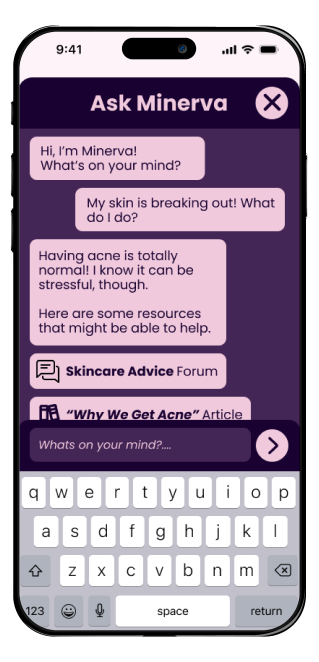 9:41
Ask Minerva
Hi, I'm Minerva!
What's on your mind?
My skin is breaking out! What
do I do?
Having acne is totally
normal! I know it can be
stressful, though.
Here are some resources
that might be able to help.
Skincare Advice Forum
"Why We Get Acne" Article
Whats on your mind?....
q w e r t y u i o p
a s d f g h j k l
z x c v b n m
123 space return